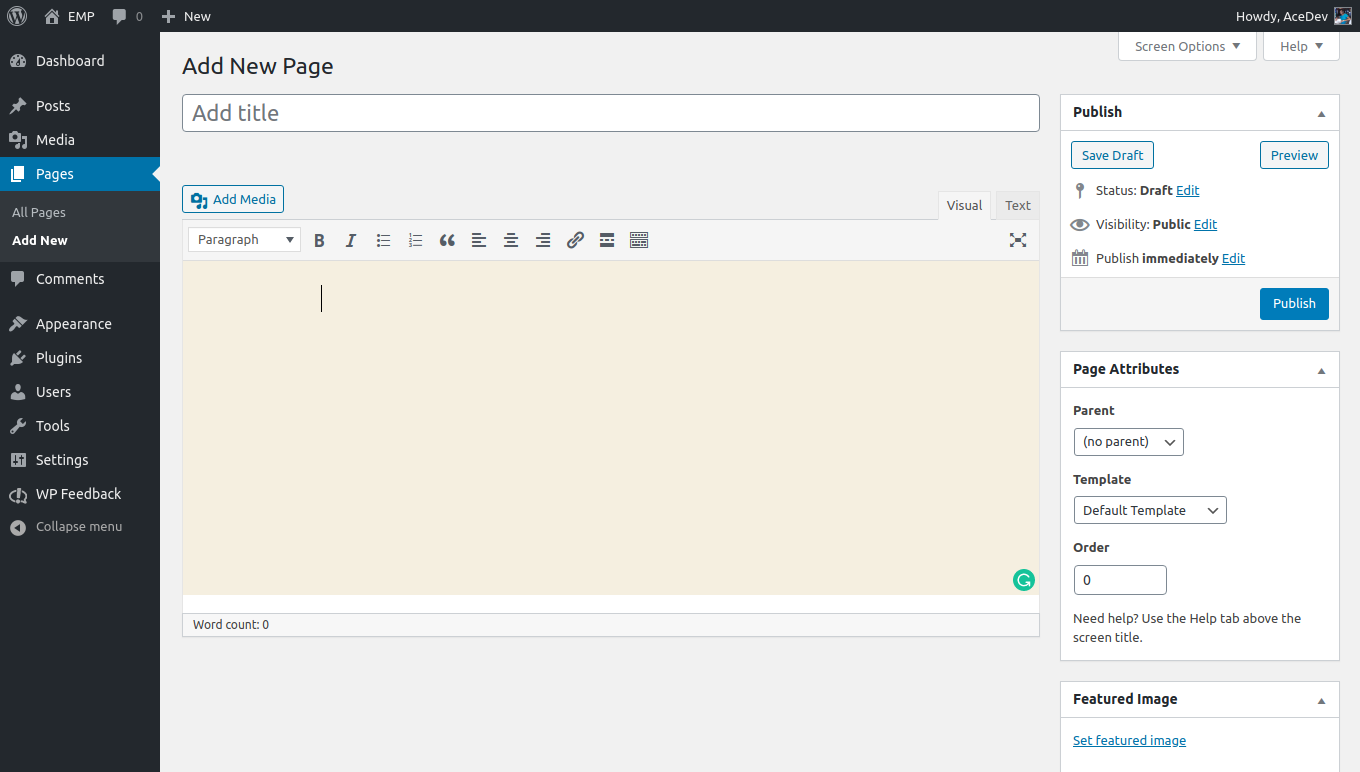 EMP 0 New Howdy, AceDev
Dashboard
Posts
Media
Pages
All Pages
Add New
Comments
Appearance
Plugins
Users
Tools
Settings
WP Feedback
Collapse menu
Screen Options Help
Add New Page
Add title
Add Media
Visual Text
Paragraph
Word count: 0
Publish
Save Draft Preview
Status: Draft Edit
Visibility: Public Edit
Publish immediately Edit
Publish
Page Attributes
Parent
(no parent)
Template
Default Template
Order
0
Need help? Use the Help tab above the
screen title.
Featured Image
Set featured image